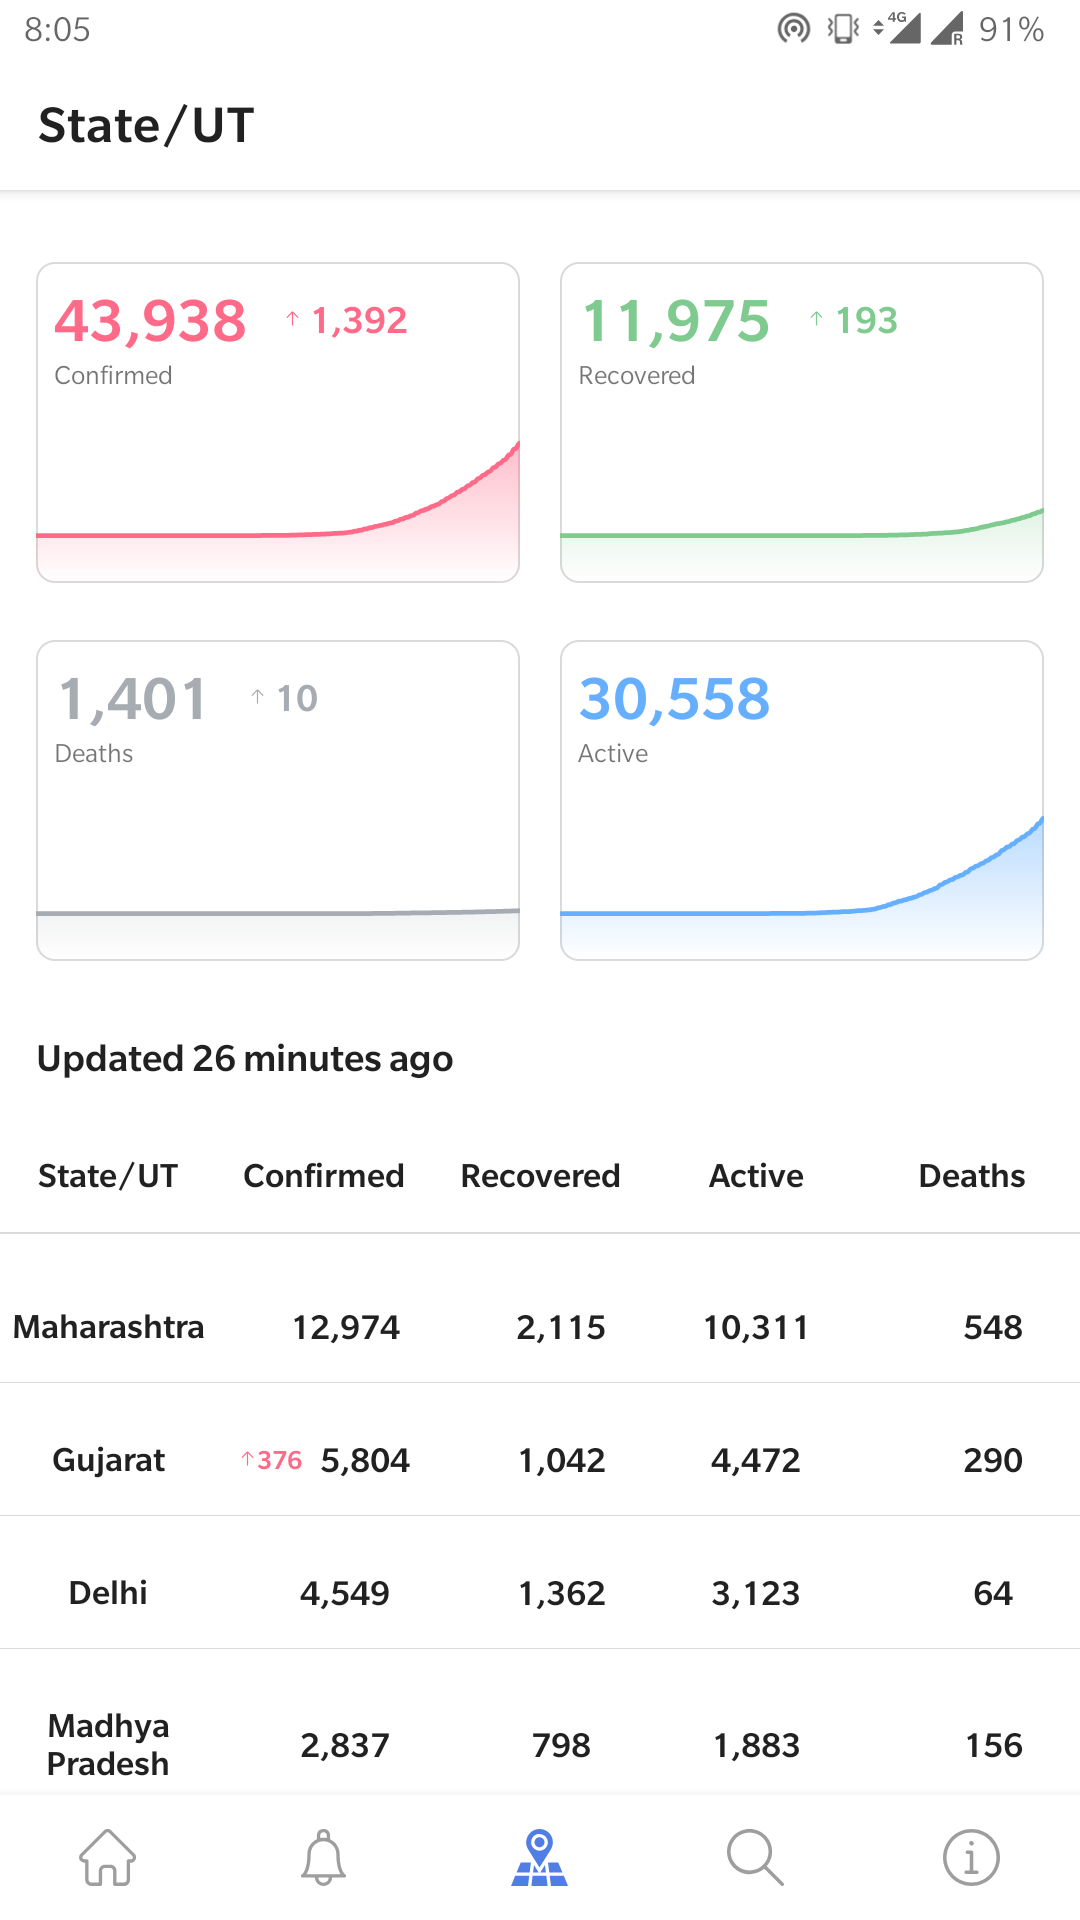 8:05 4G R 91%
State/UT
43,938 ↑ 1,392
Confirmed
11,975 ↑ 193
Recovered
1,401 ↑ 10
Deaths
30,558
Active
Updated 26 minutes ago
State/UT Confirmed Recovered Active Deaths
Maharashtra 12,974 2,115 10,311 548
Gujarat ↑376 5,804 1,042 4,472 290
Delhi 4,549 1,362 3,123 64
Madhya
Pradesh 2,837 798 1,883 156